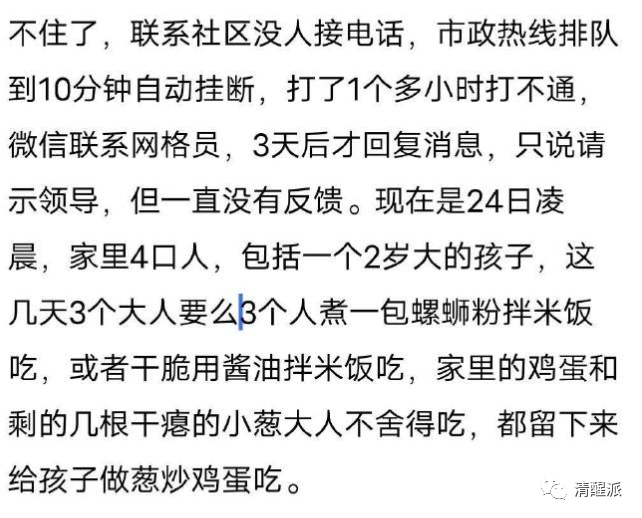 不住了，联系社区没人接电话，市政热线排队
到10分钟自动挂断，打了1个多小时打不通，
微信联系网格员，3天后才回复消息，只说请
示领导，但一直没有反馈。现在是24日凌
晨，家里4口人，包括一个2岁大的孩子，这
几天3个大人要么3个人煮一包螺蛳粉拌米饭
吃，或者干脆用酱油拌米饭吃，家里的鸡蛋和
剩的几根干瘪的小葱大人不舍得吃，都留下来
给孩子做葱炒鸡蛋吃。
清醒派